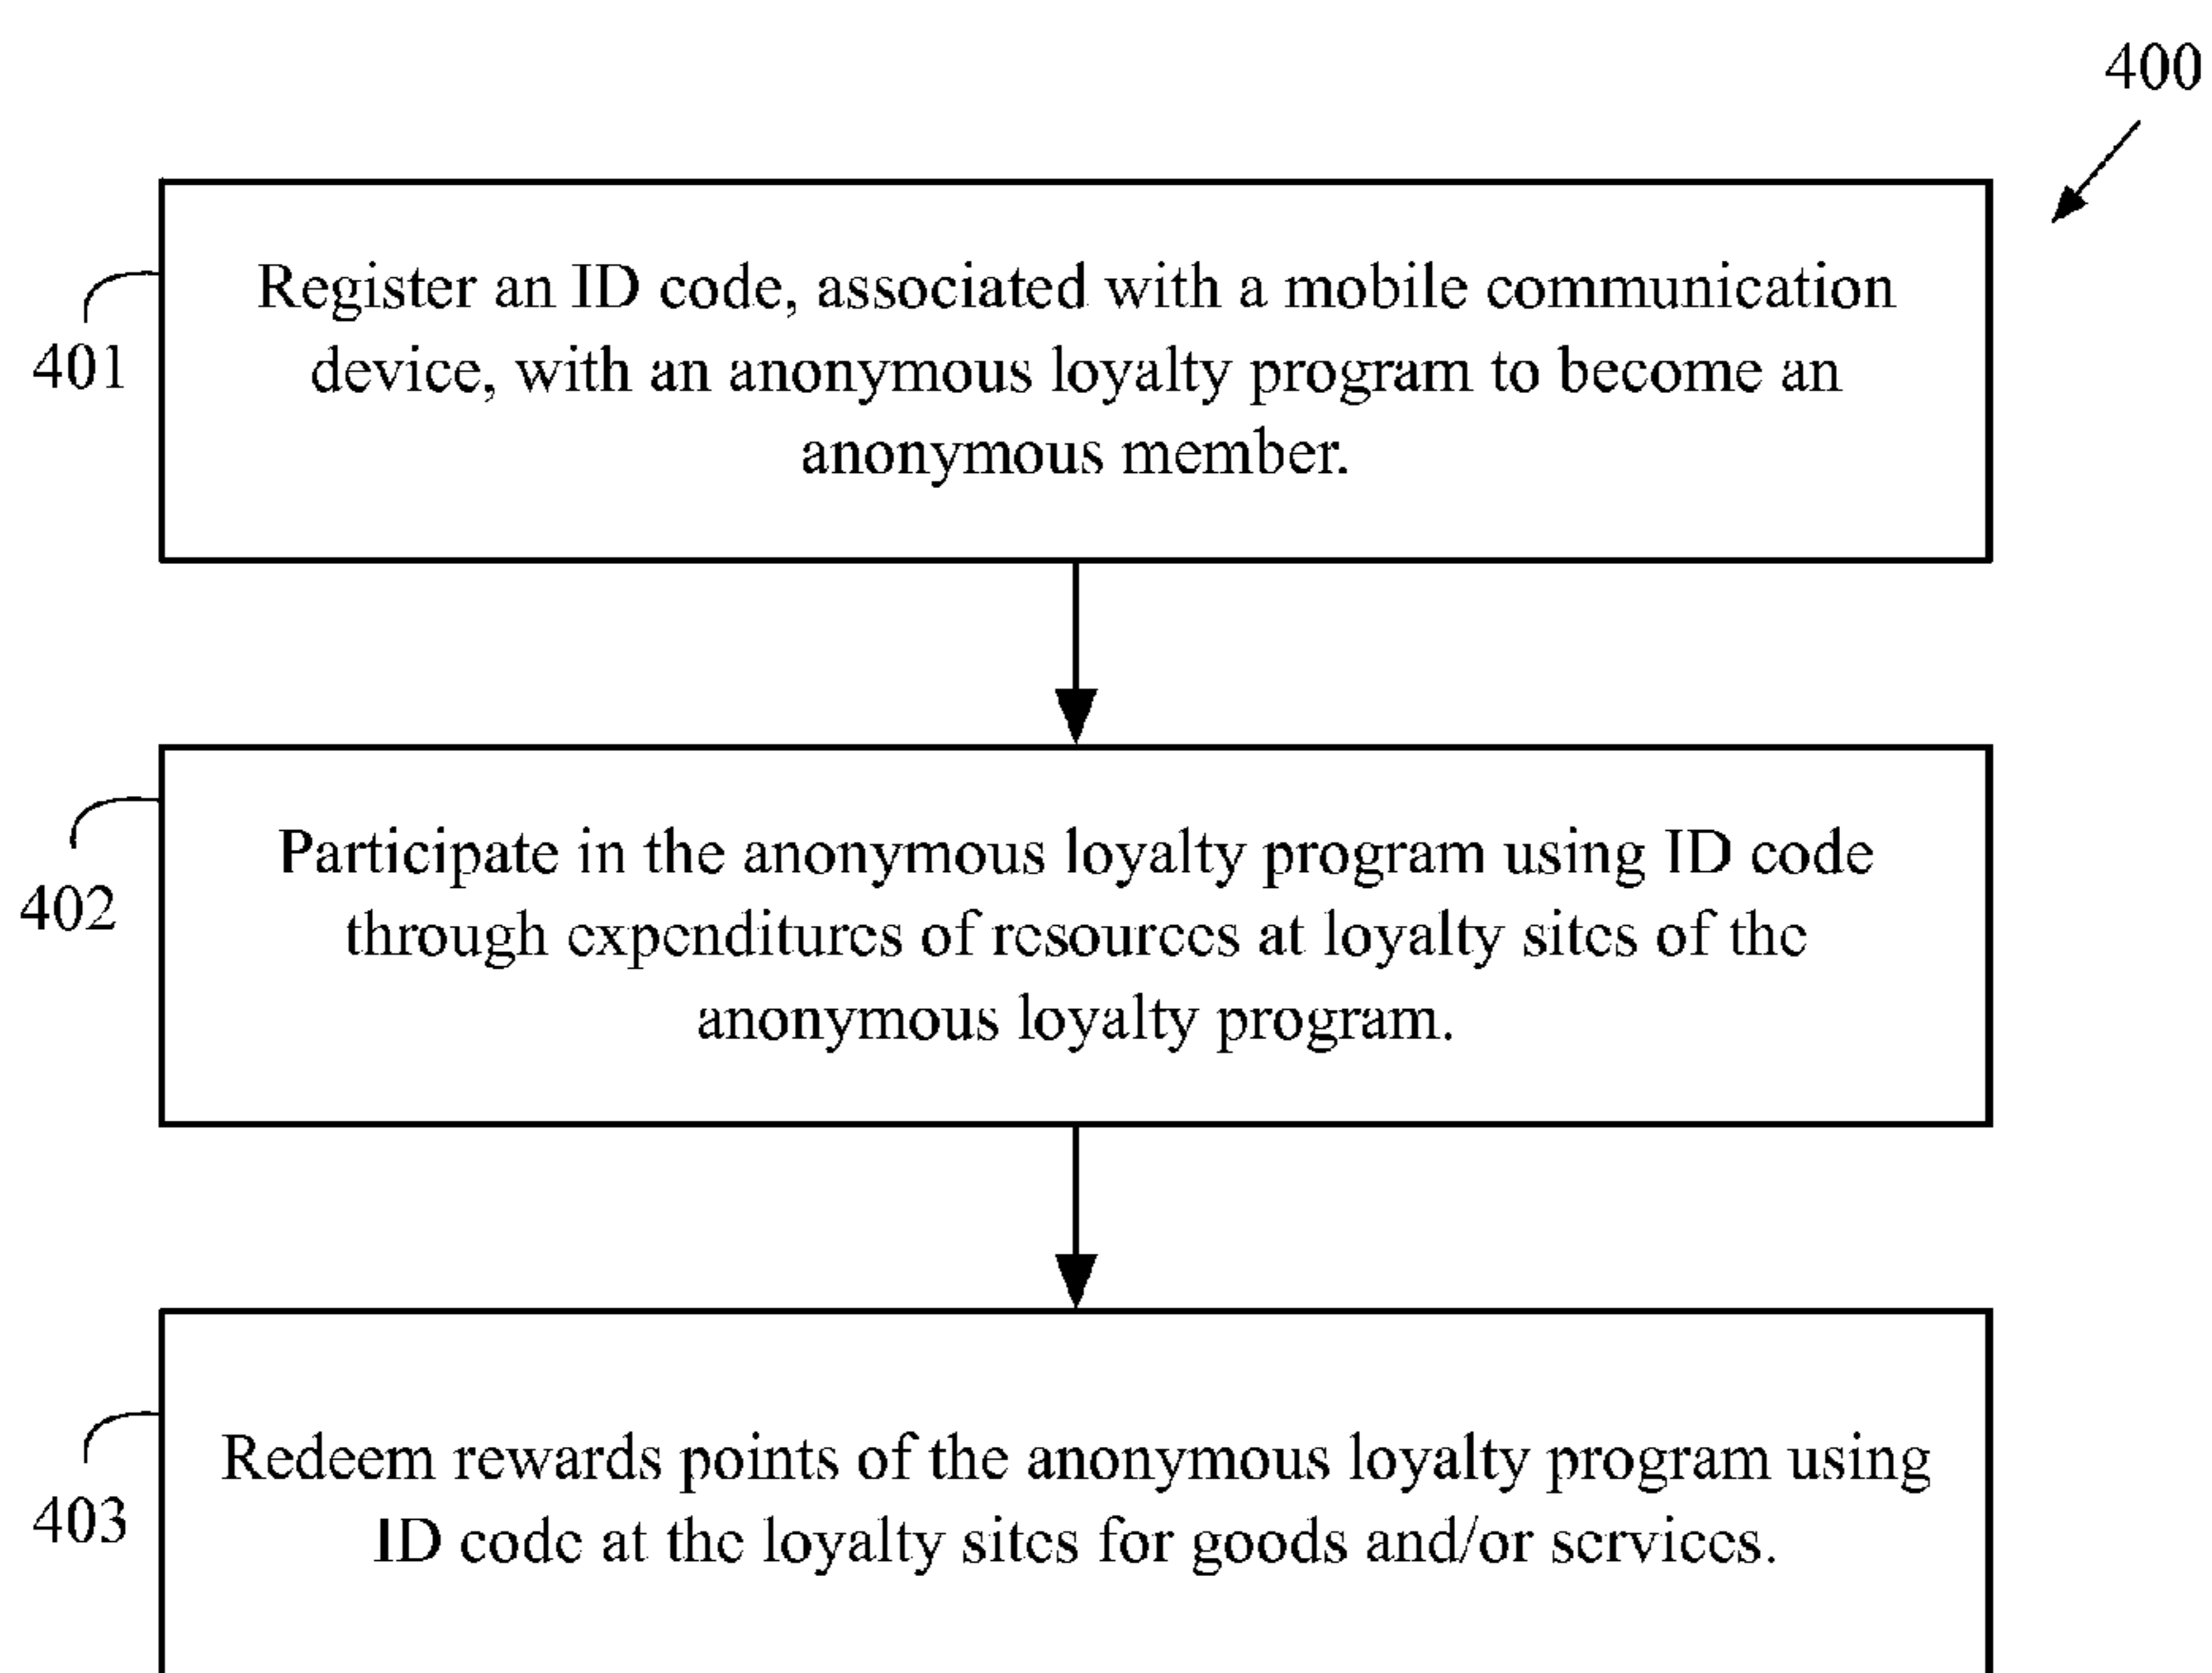 400
Register an ID code, associated with a mobile communication
device, with an anonymous loyalty program to become an
anonymous member.
401
Participate in the anonymous loyalty program using ID code
through expenditures of resources at loyalty sites of the
anonymous loyalty program.
402
Redeem rewards points of the anonymous loyalty program using
ID code at the loyalty sites for goods and/or services.
403